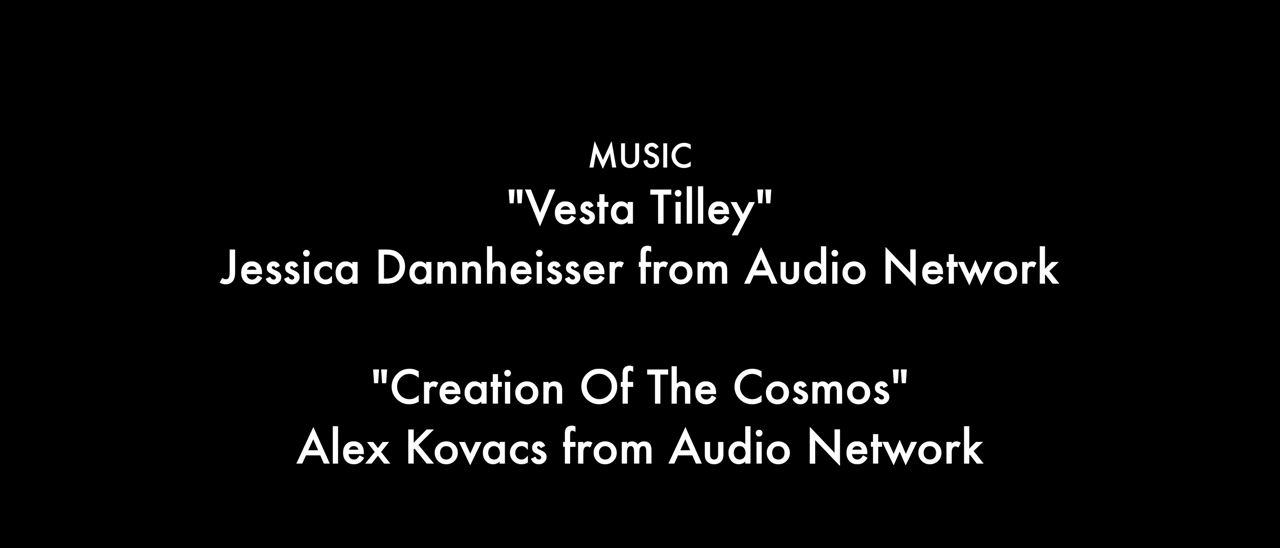 MUSIC
"Vesta Tilley"
Jessica Dannheisser from Audio Network
"Creation Of The Cosmos"
Alex Kovacs from Audio Network